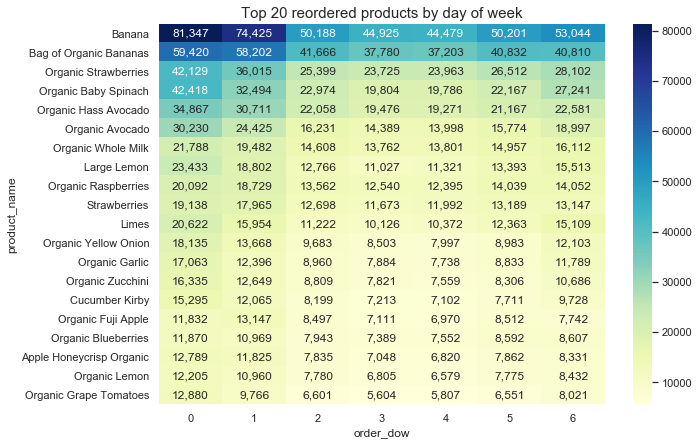 Top 20 reordered products by day of week
product_name
Banana 81,347 74,425 50,188 44,925 44,479 50,201 53,044
Bag of Organic Bananas 59,420 58,202 41,666 37,780 37,203 40,832 40,810
Organic Strawberries 42,129 36,015 25,399 23,725 23,963 26,512 28,102
Organic Baby Spinach 42,418 32,494 22,974 19,804 19,786 22,167 27,241
Organic Hass Avocado 34,867 30,711 22,058 19,476 19,271 21,167 22,581
Organic Avocado 30,230 24,425 16,231 14,389 13,998 15,774 18,997
Organic Whole Milk 21,788 19,482 14,608 13,762 13,801 14,957 16,112
Large Lemon 23,433 18,802 12,766 11,027 11,321 13,393 15,513
Organic Raspberries 20,092 18,729 13,562 12,540 12,395 14,039 14,052
Strawberries 19,138 17,965 12,698 11,673 11,992 13,189 13,147
Limes 20,622 15,954 11,222 10,126 10,372 12,363 15,109
Organic Yellow Onion 18,135 13,668 9,683 8,503 7,997 8,983 12,103
Organic Garlic 17,063 12,396 8,960 7,884 7,738 8,833 11,789
Organic Zucchini 16,335 12,649 8,809 7,821 7,559 8,306 10,686
Cucumber Kirby 15,295 12,065 8,199 7,213 7,102 7,711 9,728
Organic Fuji Apple 11,832 13,147 8,497 7,111 6,970 8,512 7,742
Organic Blueberries 11,870 10,969 7,943 7,389 7,552 8,592 8,607
Apple Honeycrisp Organic 12,789 11,825 7,835 7,048 6,820 7,862 8,331
Organic Lemon 12,205 10,960 7,780 6,805 6,579 7,775 8,432
Organic Grape Tomatoes 12,880 9,766 6,601 5,604 5,807 6,551 8,021
0 1 2 3 4 5 6
order_dow
80000
70000
60000
50000
40000
30000
20000
10000